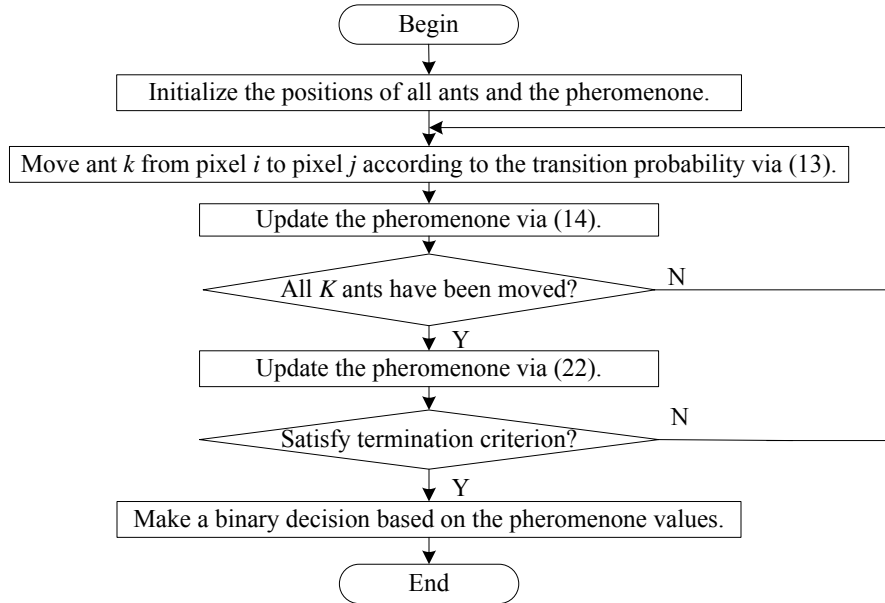 Begin
Initialize the positions of all ants and the pheromenone.
Move ant k from pixel i to pixel j according to the transition probability via (13).
Update the pheromenone via (14).
All K ants have been moved?
N
Y
Update the pheromenone via (22).
Satisfy termination criterion?
N
Y
Make a binary decision based on the pheromenone values.
End